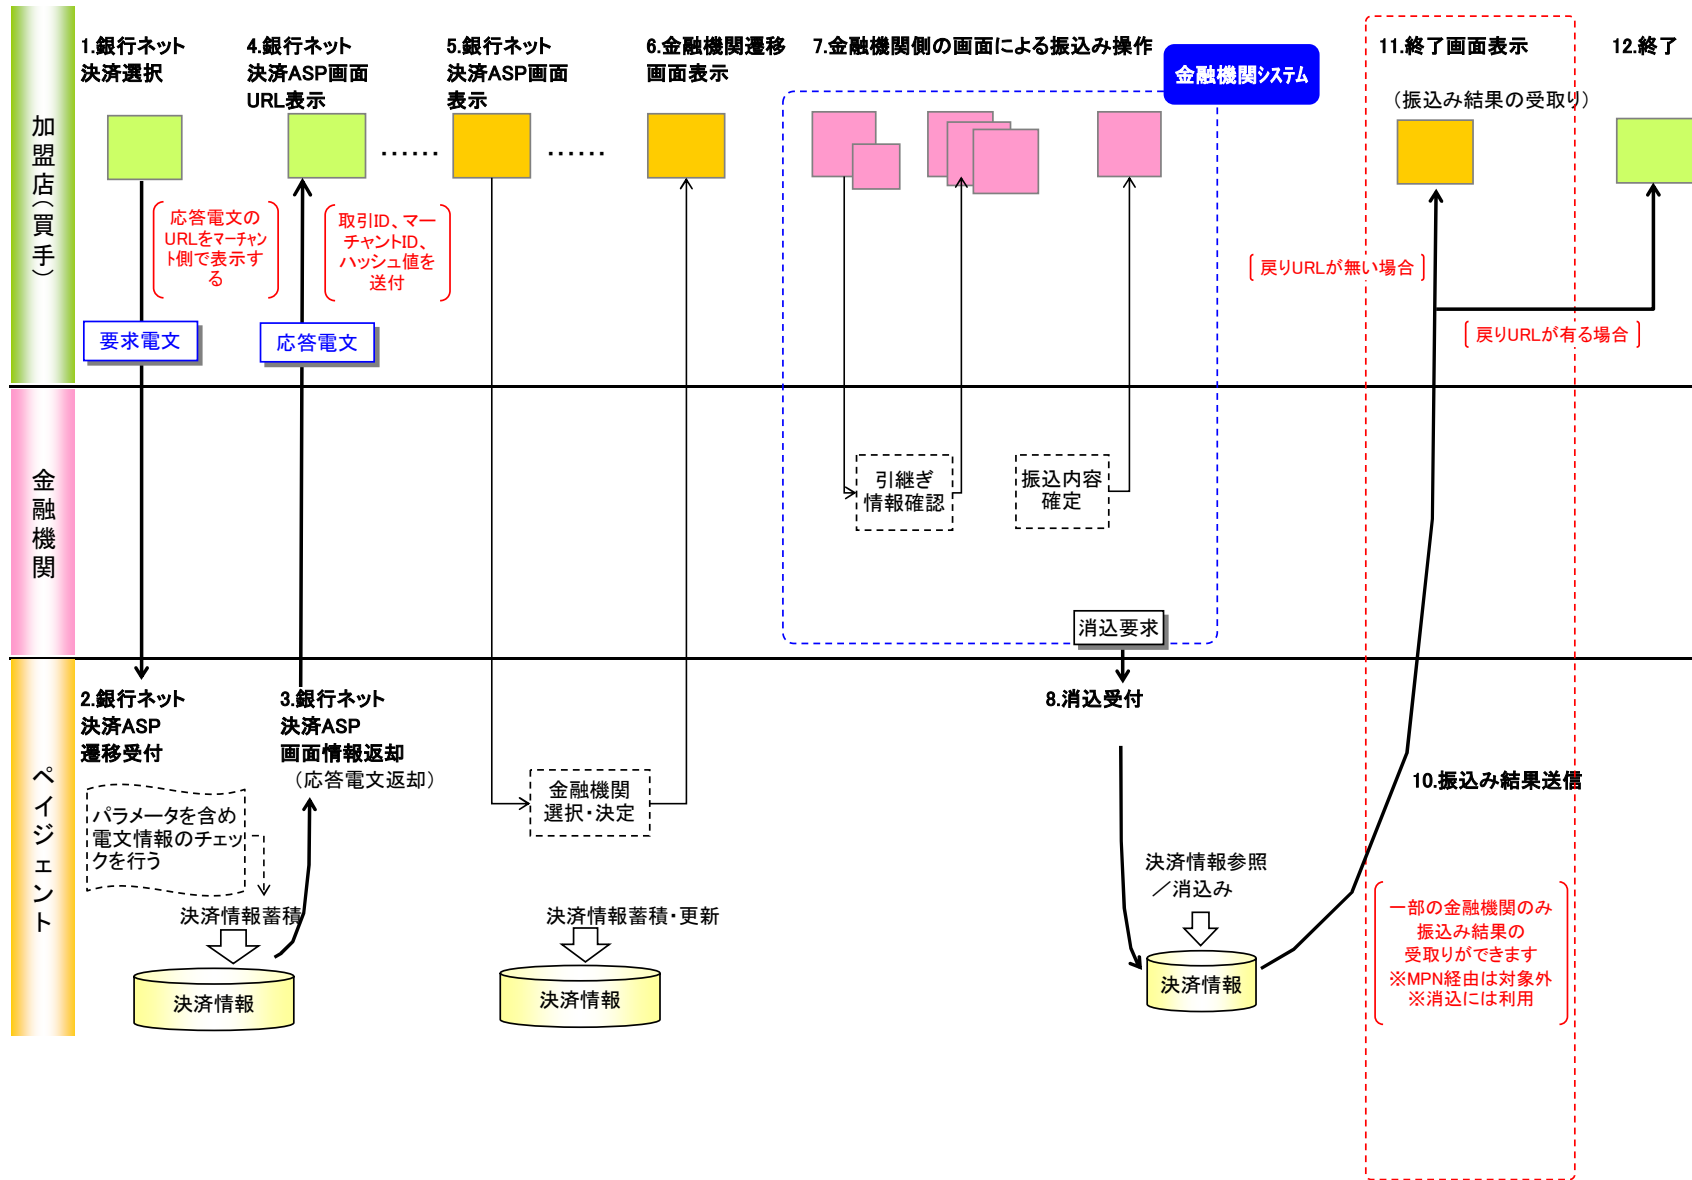 加盟店(買手)
金融機関
ペイジェント
1.銀行ネット
決済選択
4.銀行ネット
決済ASP画面
URL表示
5.銀行ネット
決済ASP画面
表示
6.金融機関遷移
画面表示
7.金融機関側の画面による振込み操作
金融機関システム
11.終了画面表示
(振込み結果の受取り)
12.終了
......
......
応答電文の
URLをマーチャン
ト側で表示す
る
取引ID、マー
チャントID、
ハッシュ値を
送付
要求電文
応答電文
戻りURLが無い場合
戻りURLが有る場合
引継ぎ
情報確認
振込内容
確定
消込要求
2.銀行ネット
決済ASP
遷移受付
3.銀行ネット
決済ASP
画面情報返却
(応答電文返却)
パラメータを含め
電文情報のチェッ
クを行う
決済情報蓄積
決済情報
金融機関
選択・決定
決済情報蓄積・更新
決済情報
8.消込受付
決済情報参照
／消込み
決済情報
10.振込み結果送信
一部の金融機関のみ
振込み結果の
受取りができます
※MPN経由は対象外
※消込には利用